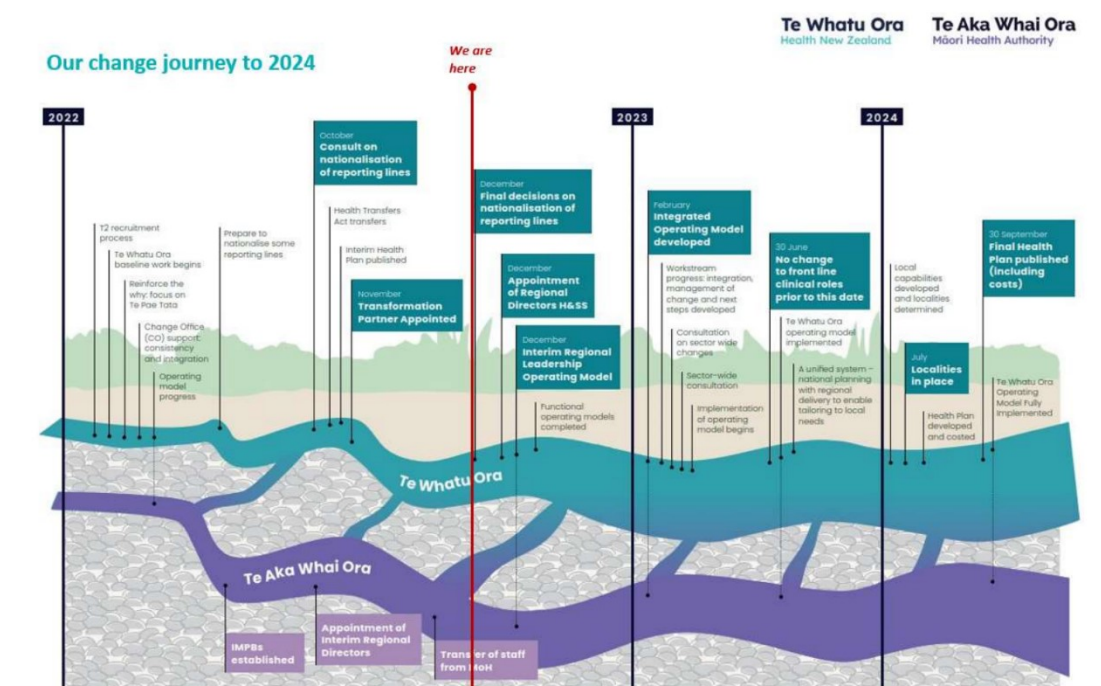 Te Whatu Ora
Health New Zealand
Te Aka Whai Ora
Māori Health Authority
Our change journey to 2024
We are
here
2022
2023
2024
T2 recruitment
process
Te Whatu Ora
baseline work begins
Reinforce the
why: focus on
Te Pae Tata
Change Office
(CO) support:
consistency
and integration
Operating
model
progress
Prepare to
nationalise some
reporting lines
October
Consult on
nationalisation
of reporting lines
Health Transfers
Act transfers
Interim Health
Plan published
November
Transformation
Partner Appointed
December
Final decisions on
nationalisation of
reporting lines
December
Appointment
of Regional
Directors H&SS
December
Interim Regional
Leadership
Operating Model
Functional
operating models
completed
February
Integrated
Operating Model
developed
Workstream
progress: integration,
management of
change and next
steps developed
Consultation
on sector wide
changes
Sector-wide
consultation
Implementation
of operating
model begins
30 June
No change
to front line
clinical roles
prior to this date
Te Whatu Ora
operating model
implemented
A unified system –
national planning
with regional
delivery to enable
tailoring to local
needs
Local
capabilities
developed
and localities
determined
July
Localities
in place
Health Plan
developed
and costed
30 September
Final Health
Plan published
(including
costs)
Te Whatu Ora
Operating
Model Fully
Implemented
Te Whatu Ora
Te Aka Whai Ora
IMPBs
established
Appointment of
Interim Regional
Directors
Transfer of staff
from MoH